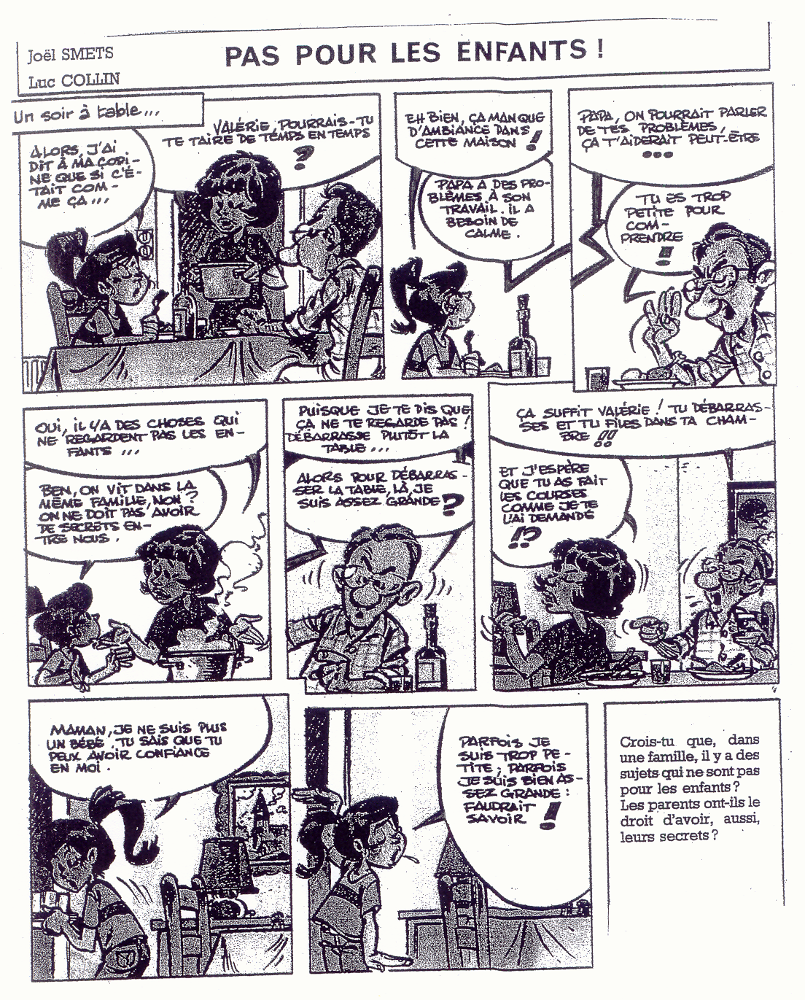 Joël SMETS
Luc COLLIN
PAS POUR LES ENFANTS !
Un soir à table...
ALORS, J'AI
DIT À MA COPI-
NE QUE SI C'É-
TAIT COM-
ME ÇA...
VALÉRIE, POURRAIS-TU
TE TAIRE DE TEMPS EN TEMPS
?
EH BIEN, ÇA MANQUE
D'AMBIANCE DANS
CETTE MAISON !
PAPA A DES PRO-
BLÈMES À SON
TRAVAIL. IL A
BESOIN DE
CALME.
PAPA, ON POURRAIT PARLER
DE TES PROBLÈMES,
ÇA T'AIDERAIT PEUT-ÊTRE
...
TU ES TROP
PETITE POUR
COM-
PRENDRE
!
OUI, IL Y A DES CHOSES QUI
NE REGARDENT PAS LES EN-
FANTS ...
BEN, ON VIT DANS LA
MÊME FAMILLE, NON ?
ON NE DOIT PAS AVOIR
DE SECRETS EN-
TRE NOUS.
PUISQUE JE TE DIS QUE
ÇA NE TE REGARDE PAS !
DÉBARRASSE PLUTÔT LA
TABLE...
ALORS POUR DÉBARRAS-
SER LA TABLE, LÀ, JE
SUIS ASSEZ GRANDE ?
ÇA SUFFIT VALÉRIE ! TU DÉBARRAS-
SES ET TU FILES DANS TA CHAM-
BRE !!
ET J'ESPÈRE
QUE TU AS FAIT
LES COURSES
COMME JE TE
L'AI DEMANDÉ
!?
MAMAN, JE NE SUIS PLUS
UN BÉBÉ. TU SAIS QUE TU
PEUX AVOIR CONFIANCE
EN MOI.
PARFOIS JE
SUIS TROP PE-
TITE ; PARFOIS
JE SUIS BIEN AS-
SEZ GRANDE :
FAUDRAIT
SAVOIR !
Crois-tu que, dans
une famille, il y a des
sujets qui ne sont pas
pour les enfants ?
Les parents ont-ils le
droit d'avoir, aussi,
leurs secrets ?